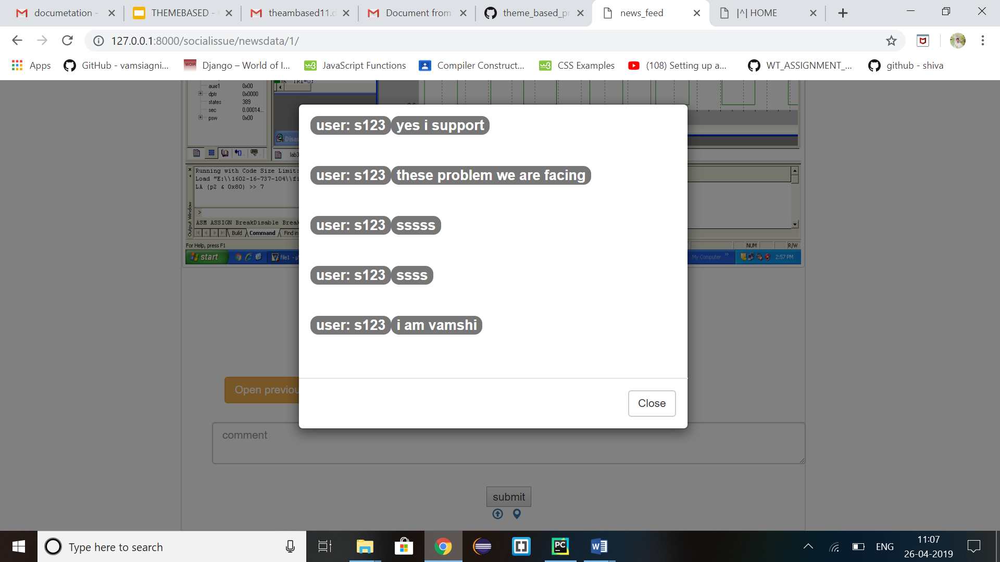 documetation - THEMEBASED - theambased11.c Document from theme_based_pr news_feed |^| HOME
127.0.0.1:8000/socialissue/newsdata/1/
Apps GitHub - vamsiagni... Django – World of I... JavaScript Functions Compiler Construct... CSS Examples (108) Setting up a... WT_ASSIGNMENT_... github - shiva
auxr1 0x00
dptr 0x0000
states 389
sec 0.00014...
psw 0x00
Disas
lab3
Running with Code Size Limit:
Load "E:\\1602-16-737-104\\fi
LA (p2 & 0x80) >> 7
>
ASM ASSIGN BreakDisable Break
Output Window
Build Command Find in
For Help, press F1 NUM R/W
start file1 - µ My Computer 2:57 PM
user: s123 yes i support
user: s123 these problem we are facing
user: s123 sssss
user: s123 ssss
user: s123 i am vamshi
Open previou
Close
comment
submit
Type here to search
ENG 11:07
26-04-2019